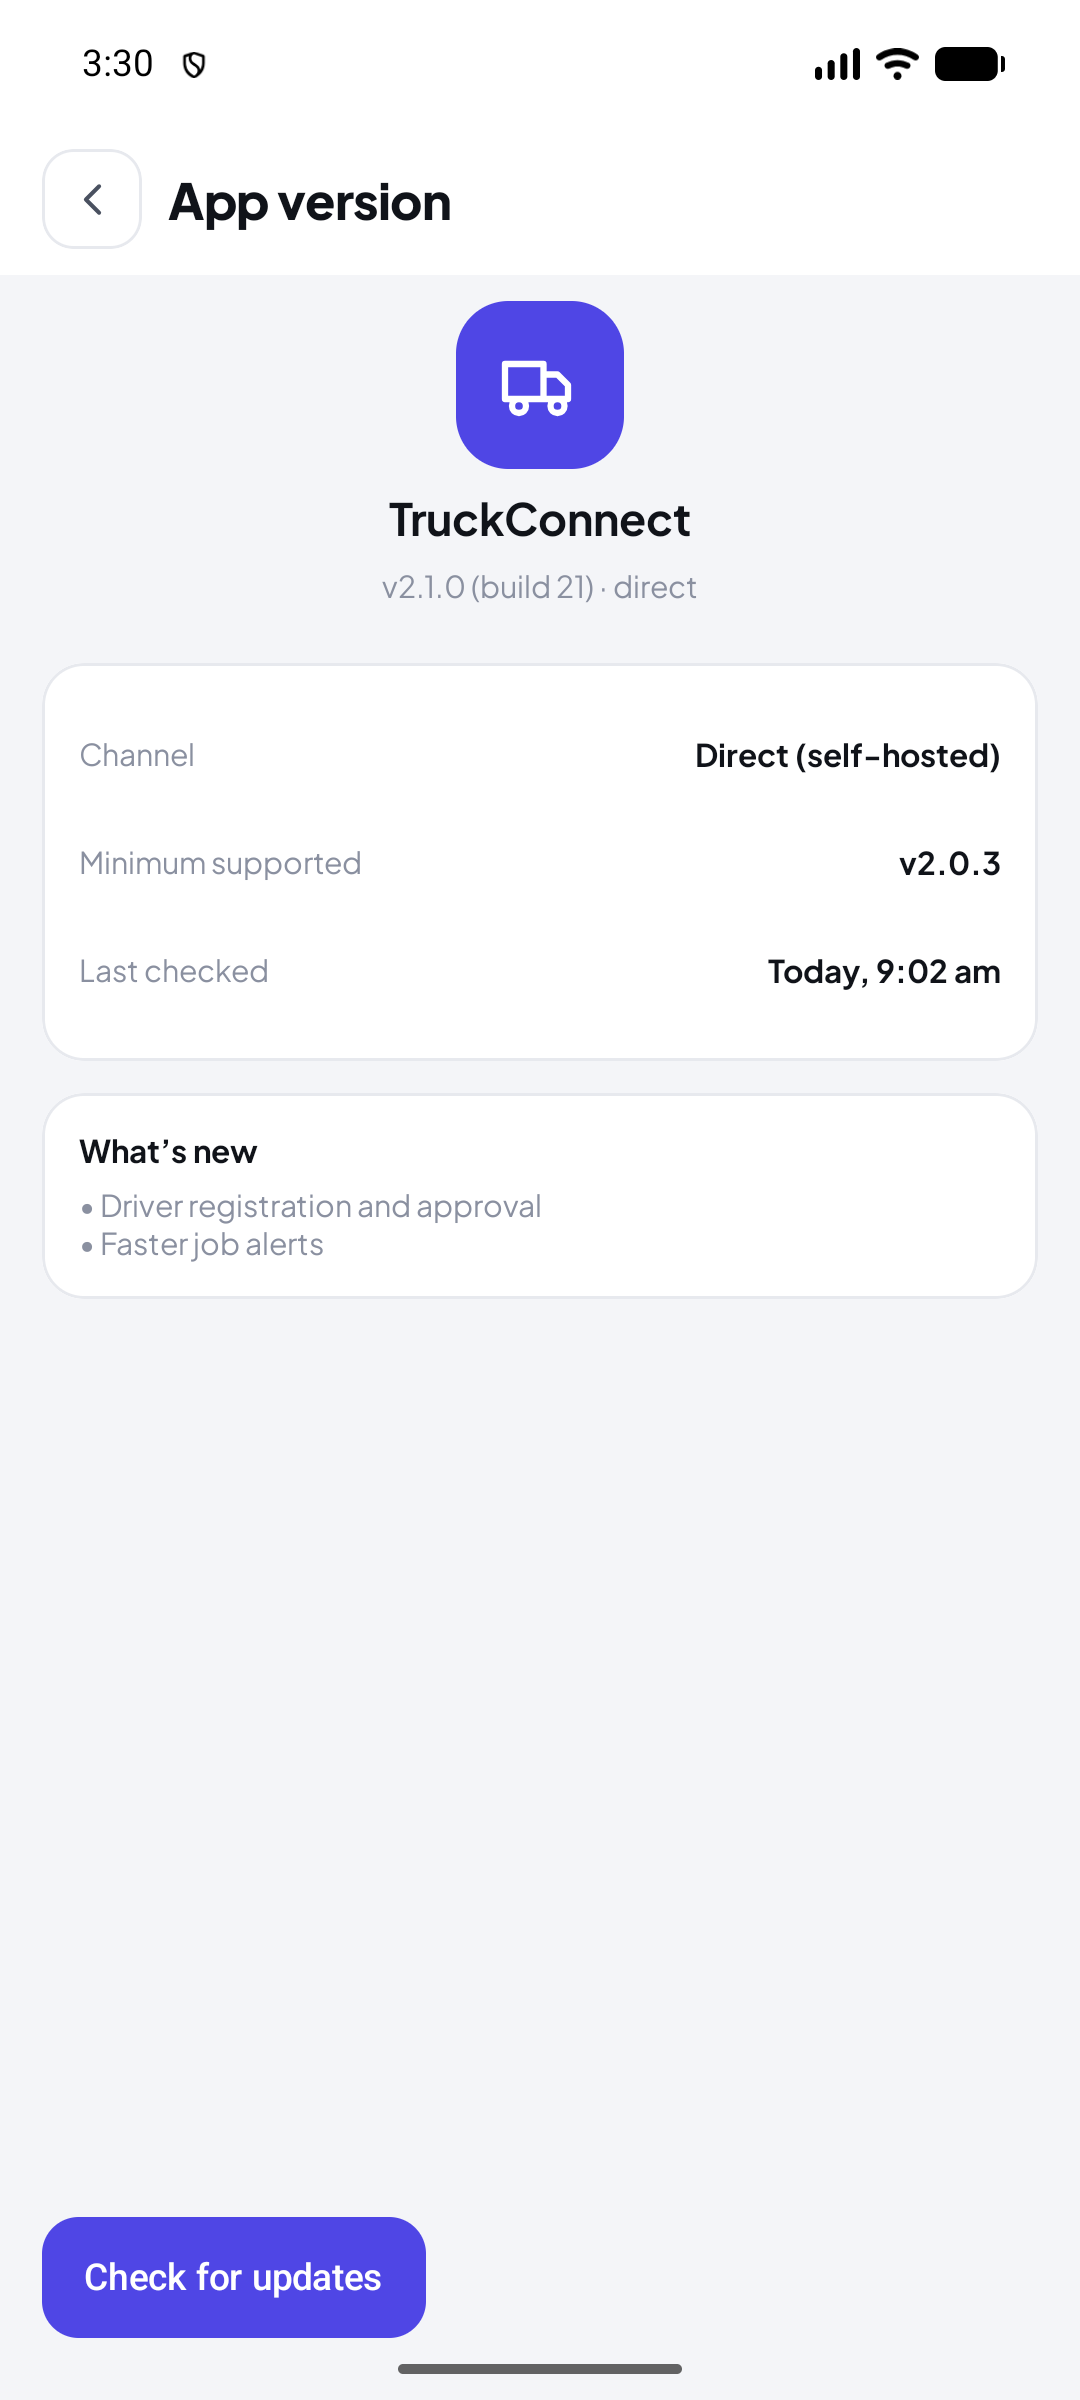 3:30
App version
TruckConnect
v2.1.0 (build 21) · direct
Channel
Direct (self-hosted)
Minimum supported
v2.0.3
Last checked
Today, 9:02 am
What’s new
• Driver registration and approval
• Faster job alerts
Check for updates